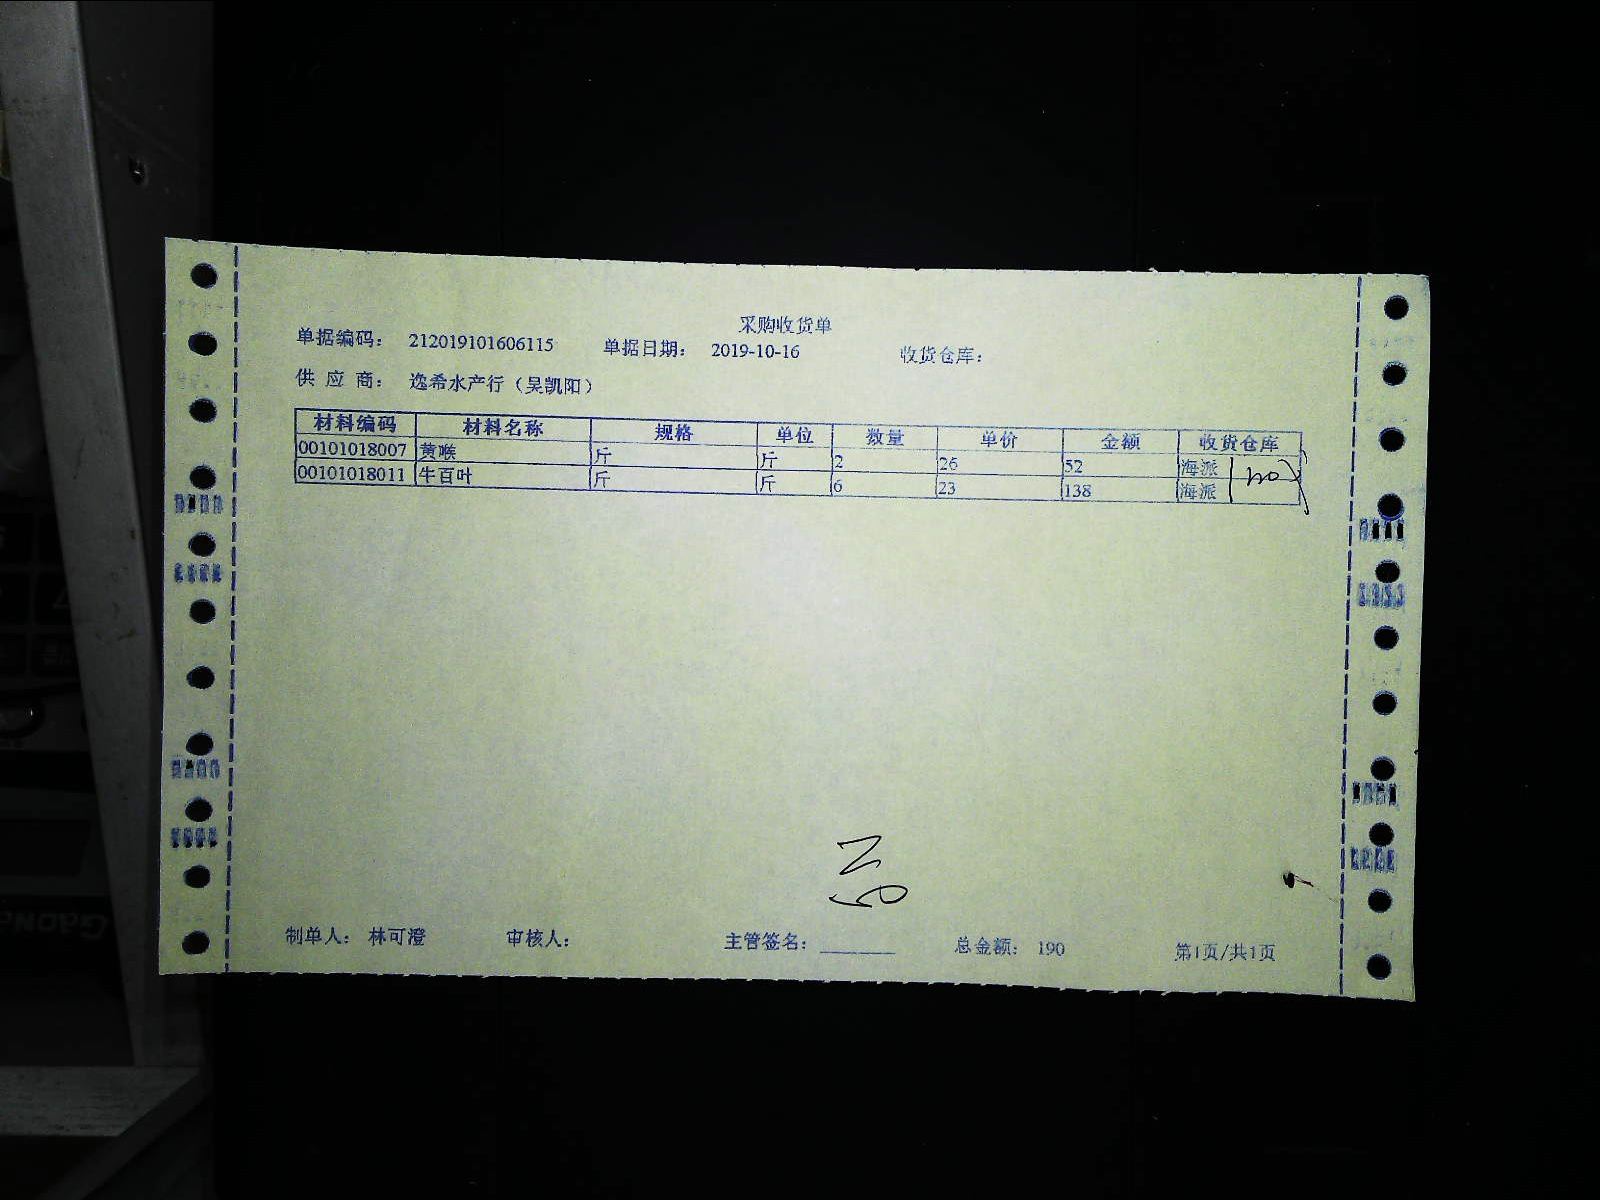 采购收货单
单据编码： 212019101606115 单据日期： 2019-10-16 收货仓库：
供 应 商： 逸希水产行（吴凯阳）
材料编码 材料名称 规格 单位 数量 单价 金额 收货仓库
00101018007 黄喉 斤 斤 2 26 52 海派
00101018011 牛百叶 斤 斤 6 23 138 海派
制单人： 林可澄 审核人： 主管签名： 总金额： 190 第1页/共1页